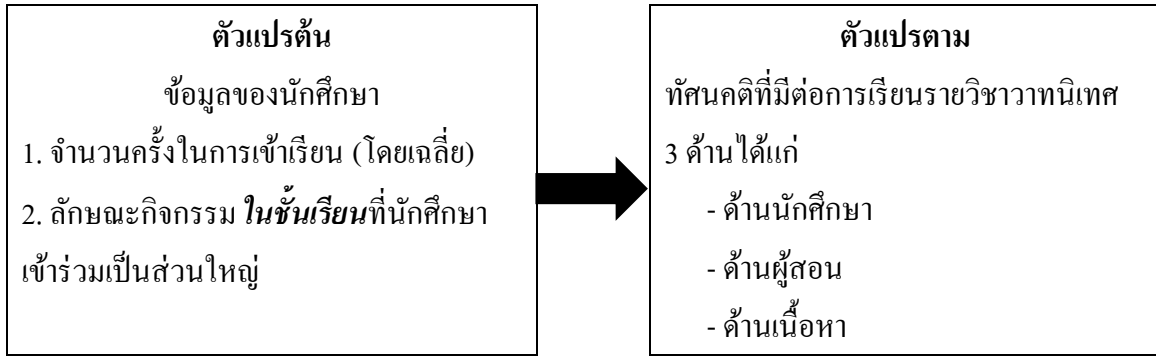 ตัวแปรต้น
ข้อมูลของนักศึกษา
1. จำนวนครั้งในการเข้าเรียน (โดยเฉลี่ย)
2. ลักษณะกิจกรรม ในชั้นเรียนที่นักศึกษา
เข้าร่วมเป็นส่วนใหญ่
ตัวแปรตาม
ทัศนคติที่มีต่อการเรียนรายวิชาวาทนิเทศ
3 ด้านได้แก่
- ด้านนักศึกษา
- ด้านผู้สอน
- ด้านเนื้อหา